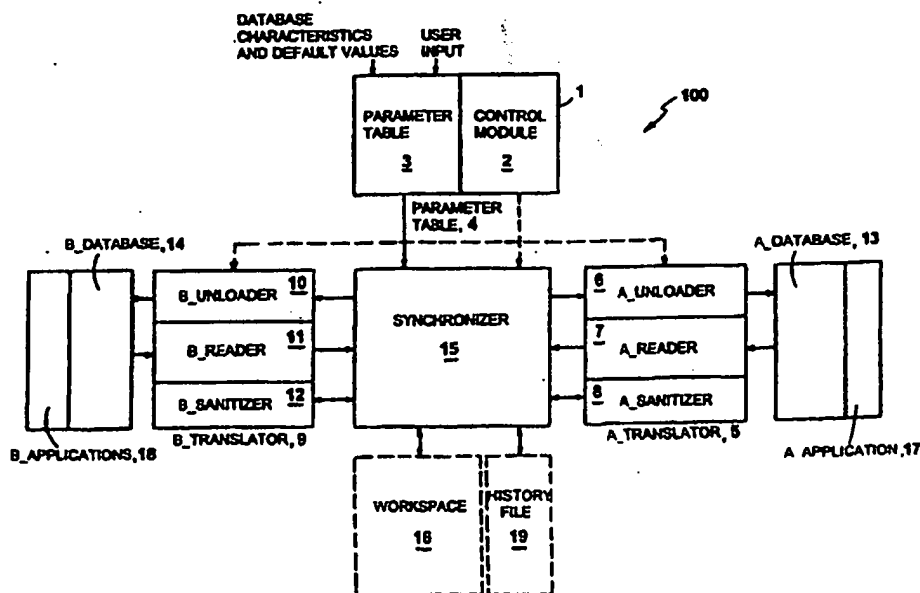 DATABASE
CHARACTERISTICS
AND DEFAULT VALUES
USER
INPUT
1
100
PARAMETER
TABLE
3
CONTROL
MODULE
2
PARAMETER
TABLE, 4
B_DATABASE, 14
A_DATABASE, 13
B_UNLOADER 10
B_READER 11
B_SANITIZER 12
B_TRANSLATOR, 9
SYNCHRONIZER
15
6 A_UNLOADER
7 A_READER
8 A_SANITIZER
A_TRANSLATOR, 5
B_APPLICATIONS, 18
A APPLICATION, 17
WORKSPACE
16
HISTORY
FILE
19